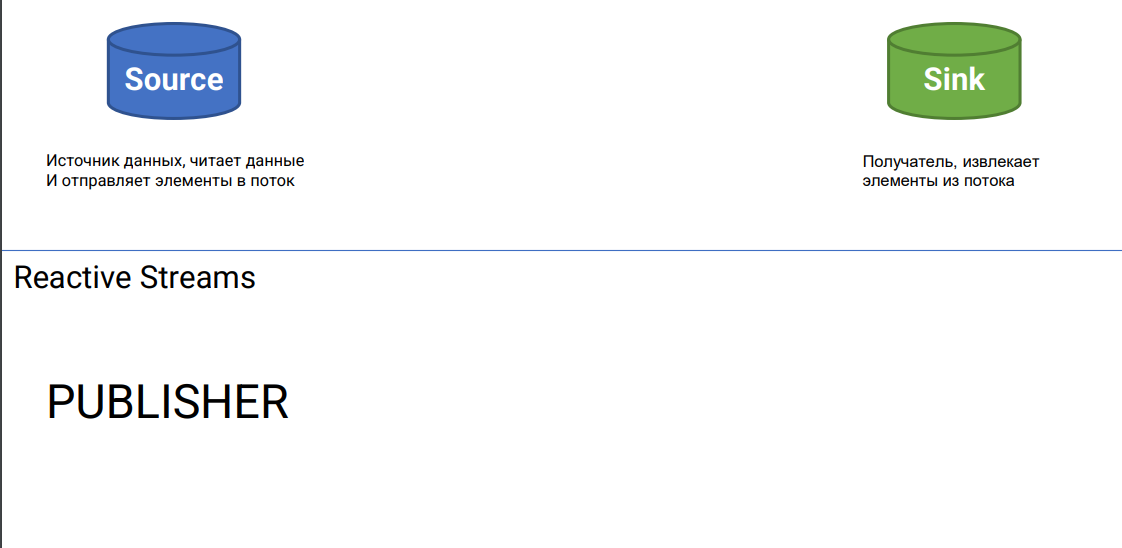 Source
Sink
Источник данных, читает данные
И отправляет элементы в поток
Получатель, извлекает
элементы из потока
Reactive Streams
PUBLISHER